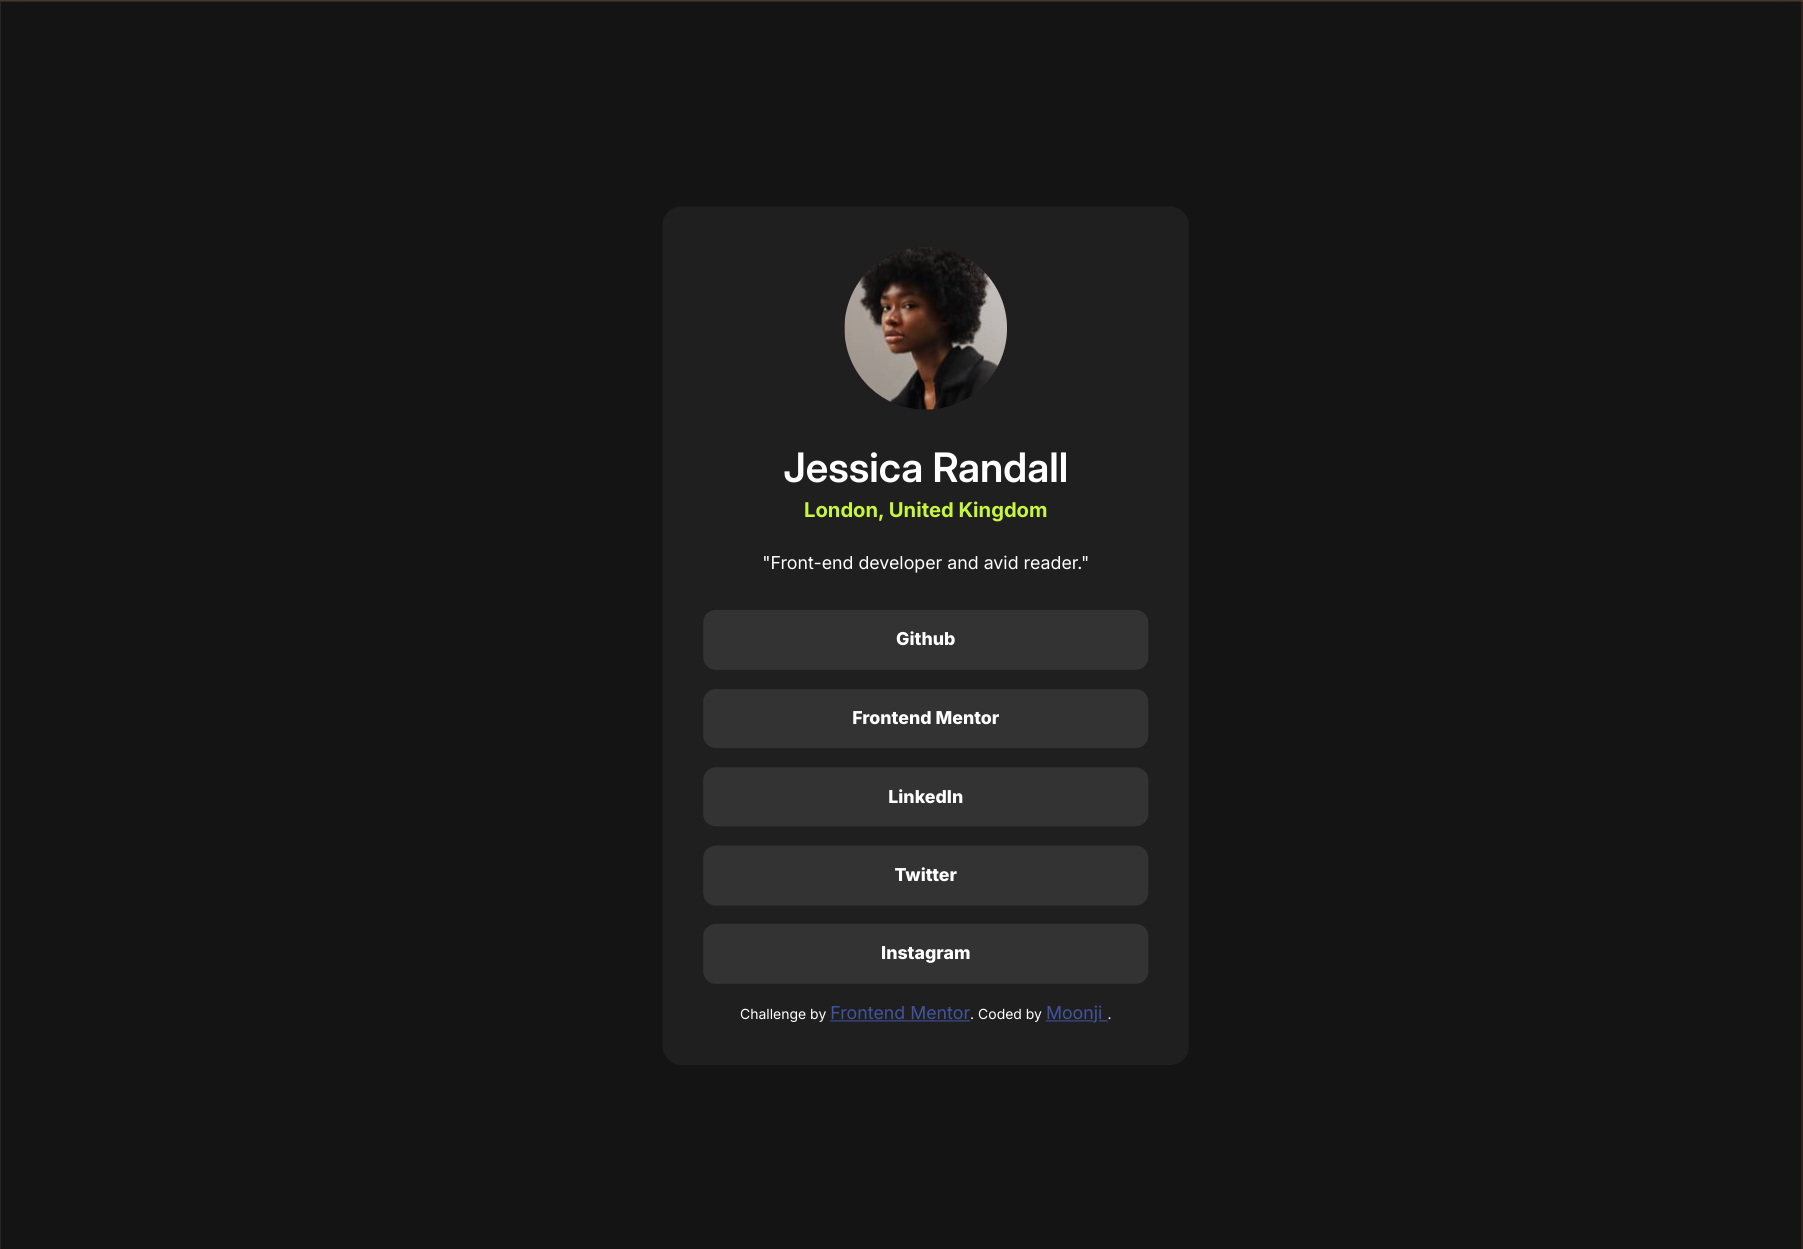 Jessica Randall
London, United Kingdom
"Front-end developer and avid reader."
Github
Frontend Mentor
LinkedIn
Twitter
Instagram
Challenge by Frontend Mentor. Coded by Moonji .